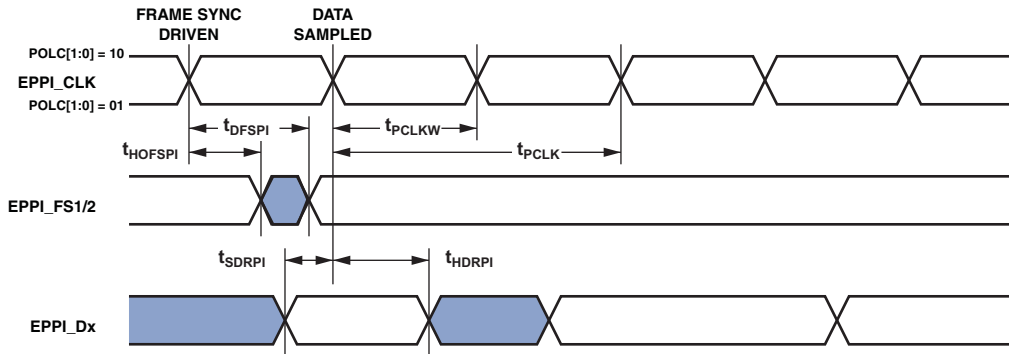 FRAME SYNC
DRIVEN
DATA
SAMPLED
POLC[1:0] = 10
EPPI_CLK
POLC[1:0] = 01
tDFSPI
tPCLKW
tHOFSPI
tPCLK
EPPI_FS1/2
tSDRPI
tHDRPI
EPPI_Dx